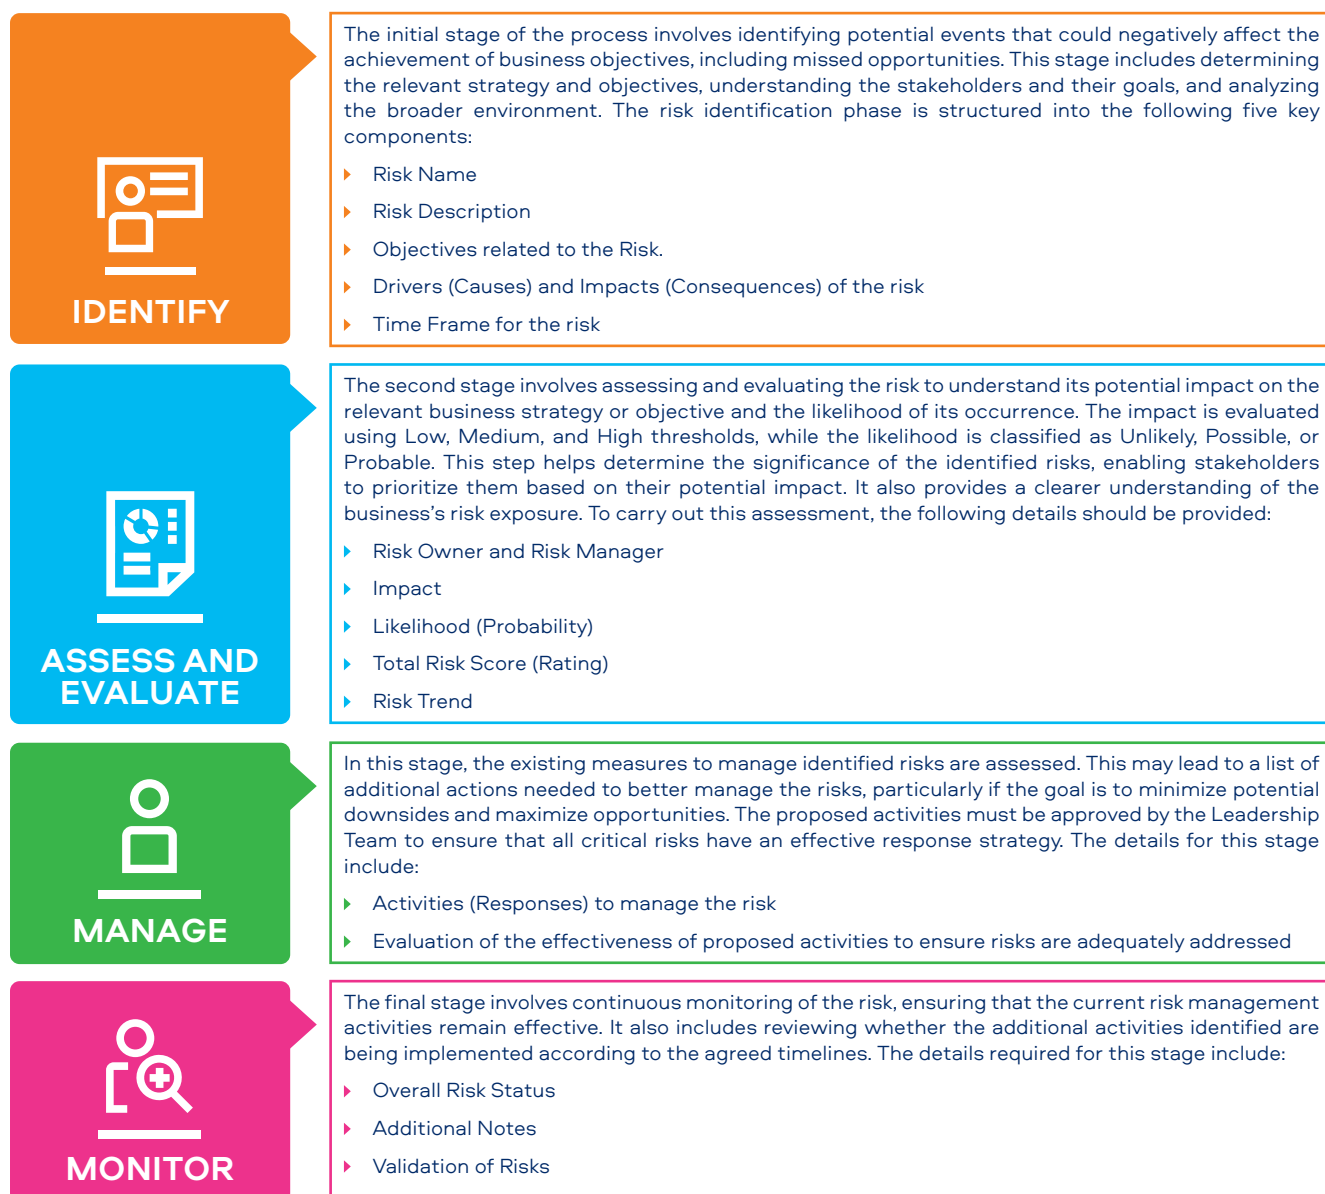 The initial stage of the process involves identifying potential events that could negatively affect the
achievement of business objectives, including missed opportunities. This stage includes determining
the relevant strategy and objectives, understanding the stakeholders and their goals, and analyzing
the broader environment. The risk identification phase is structured into the following five key
components:
Risk Name
Risk Description
Objectives related to the Risk.
Drivers (Causes) and Impacts (Consequences) of the risk
Time Frame for the risk
IDENTIFY
The second stage involves assessing and evaluating the risk to understand its potential impact on the
relevant business strategy or objective and the likelihood of its occurrence. The impact is evaluated
using Low, Medium, and High thresholds, while the likelihood is classified as Unlikely, Possible, or
Probable. This step helps determine the significance of the identified risks, enabling stakeholders
to prioritize them based on their potential impact. It also provides a clearer understanding of the
business's risk exposure. To carry out this assessment, the following details should be provided:
Risk Owner and Risk Manager
Impact
Likelihood (Probability)
Total Risk Score (Rating)
Risk Trend
ASSESS AND
EVALUATE
In this stage, the existing measures to manage identified risks are assessed. This may lead to a list of
additional actions needed to better manage the risks, particularly if the goal is to minimize potential
downsides and maximize opportunities. The proposed activities must be approved by the Leadership
Team to ensure that all critical risks have an effective response strategy. The details for this stage
include:
Activities (Responses) to manage the risk
Evaluation of the effectiveness of proposed activities to ensure risks are adequately addressed
MANAGE
The final stage involves continuous monitoring of the risk, ensuring that the current risk management
activities remain effective. It also includes reviewing whether the additional activities identified are
being implemented according to the agreed timelines. The details required for this stage include:
Overall Risk Status
Additional Notes
Validation of Risks
MONITOR